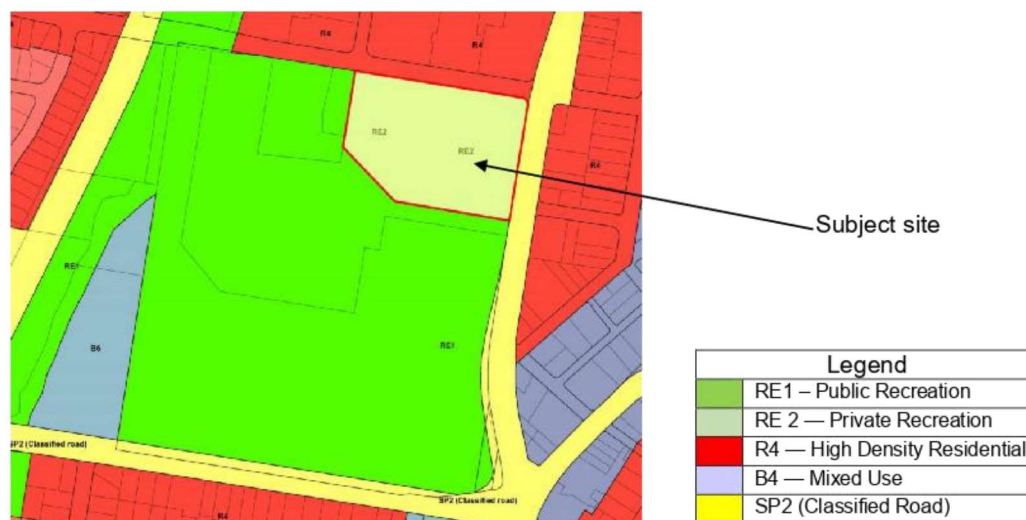 R4
R4
RE2
RE2
R4
Subject site
RE1
B6
RE1
SP2 (Classified road)
SP2 (Classified road)
R4
Legend
RE1 – Public Recreation
RE 2 — Private Recreation
R4 — High Density Residential
B4 — Mixed Use
SP2 (Classified Road)